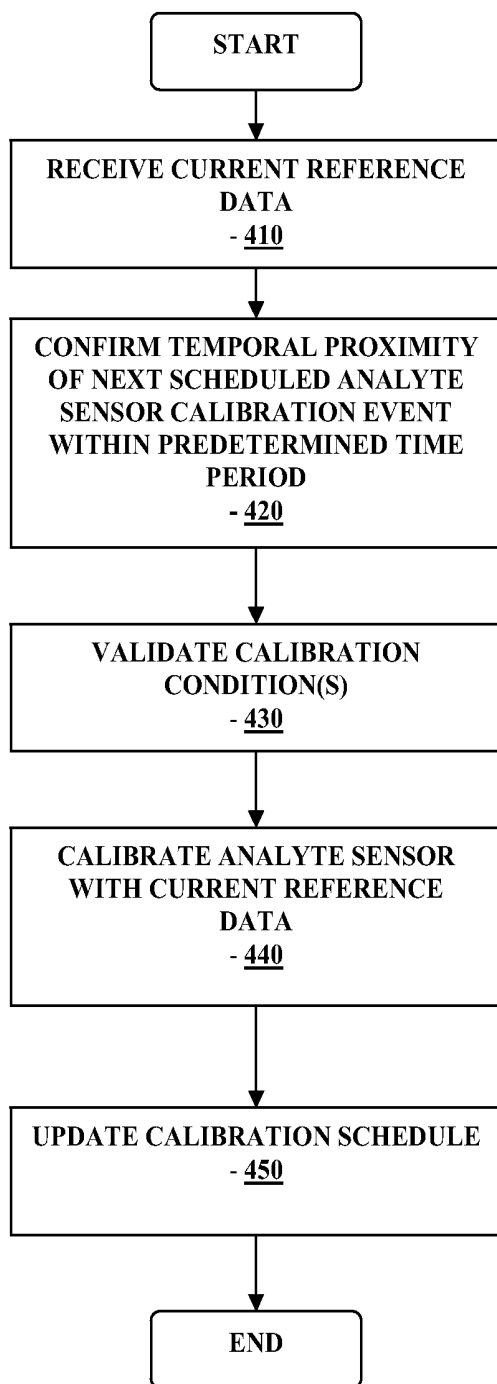 START
RECEIVE CURRENT REFERENCE
DATA
- 410
CONFIRM TEMPORAL PROXIMITY
OF NEXT SCHEDULED ANALYTE
SENSOR CALIBRATION EVENT
WITHIN PREDETERMINED TIME
PERIOD
- 420
VALIDATE CALIBRATION
CONDITION(S)
- 430
CALIBRATE ANALYTE SENSOR
WITH CURRENT REFERENCE
DATA
- 440
UPDATE CALIBRATION SCHEDULE
- 450
END